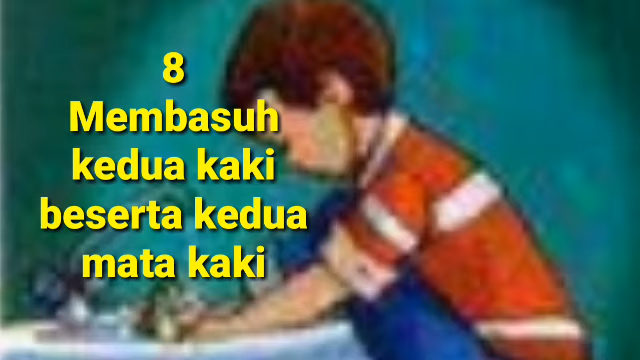 8
Membasuh
kedua kaki
beserta kedua
mata kaki